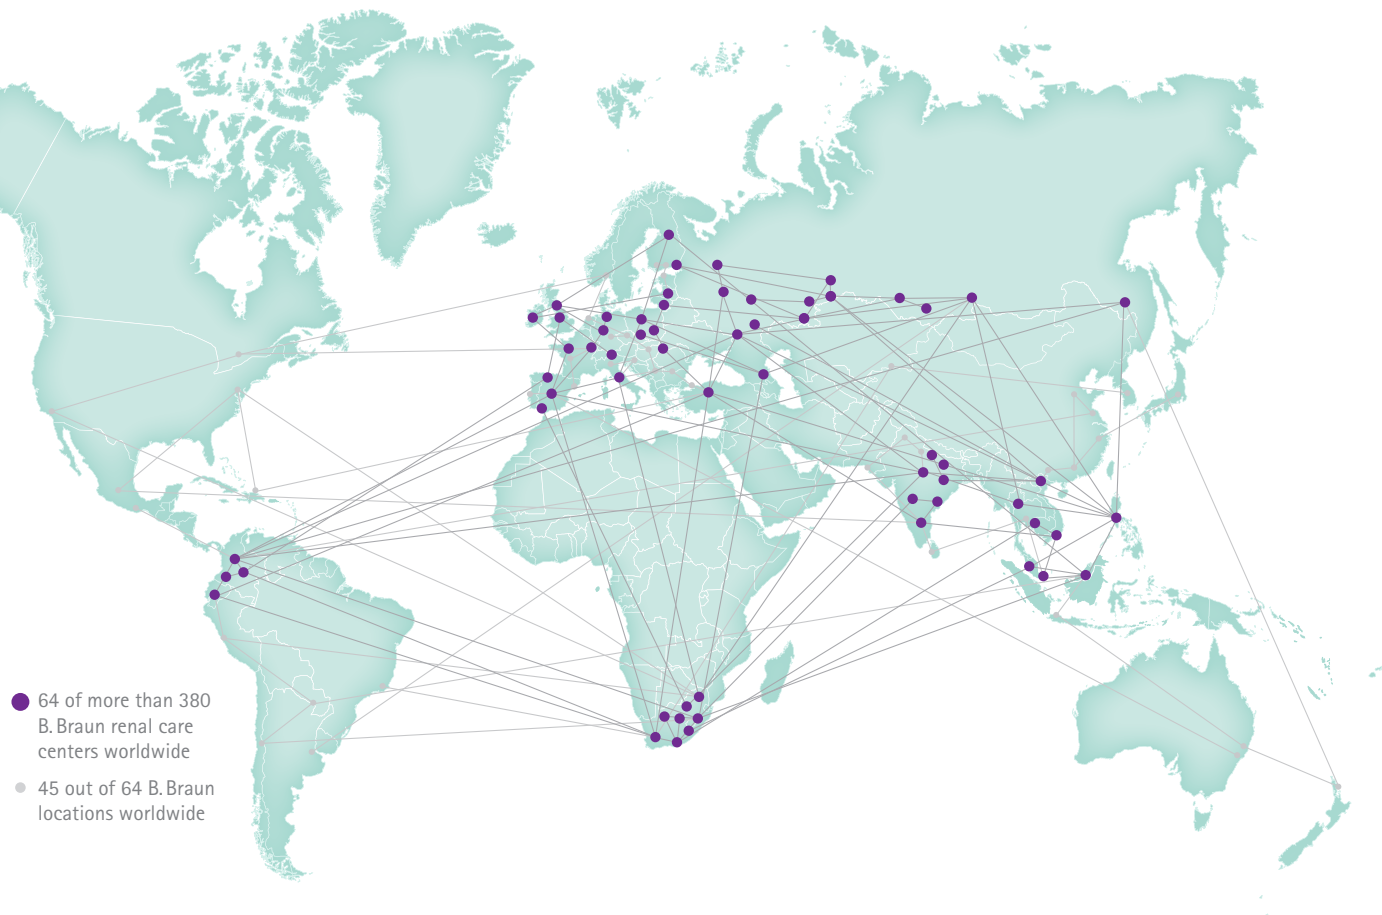 64 of more than 380
B. Braun renal care
centers worldwide
45 out of 64 B. Braun
locations worldwide